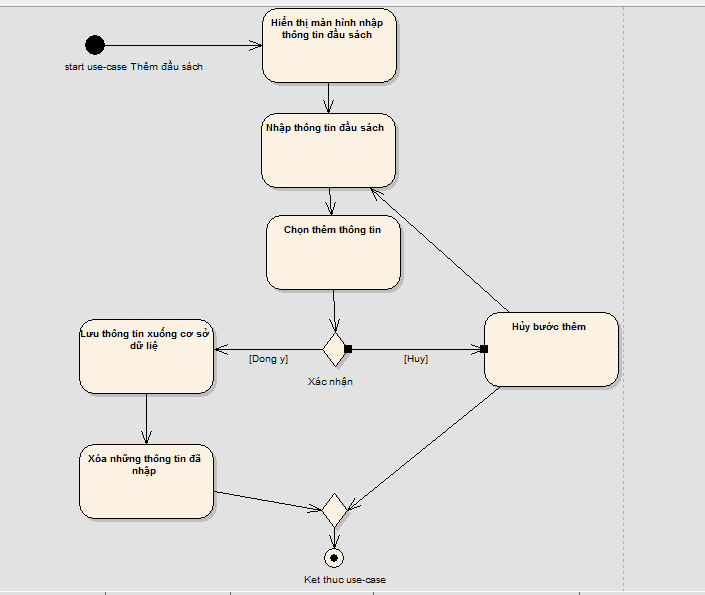 Hiển thị màn hình nhập
thông tin đầu sách
start use-case Thêm đầu sách
Nhập thông tin đầu sách
Chọn thêm thông tin
Lưu thông tin xuống cơ sở
dữ liệ
Hủy bước thêm
[Dong y]
[Huy]
Xác nhận
Xóa những thông tin đã
nhập
Ket thuc use-case